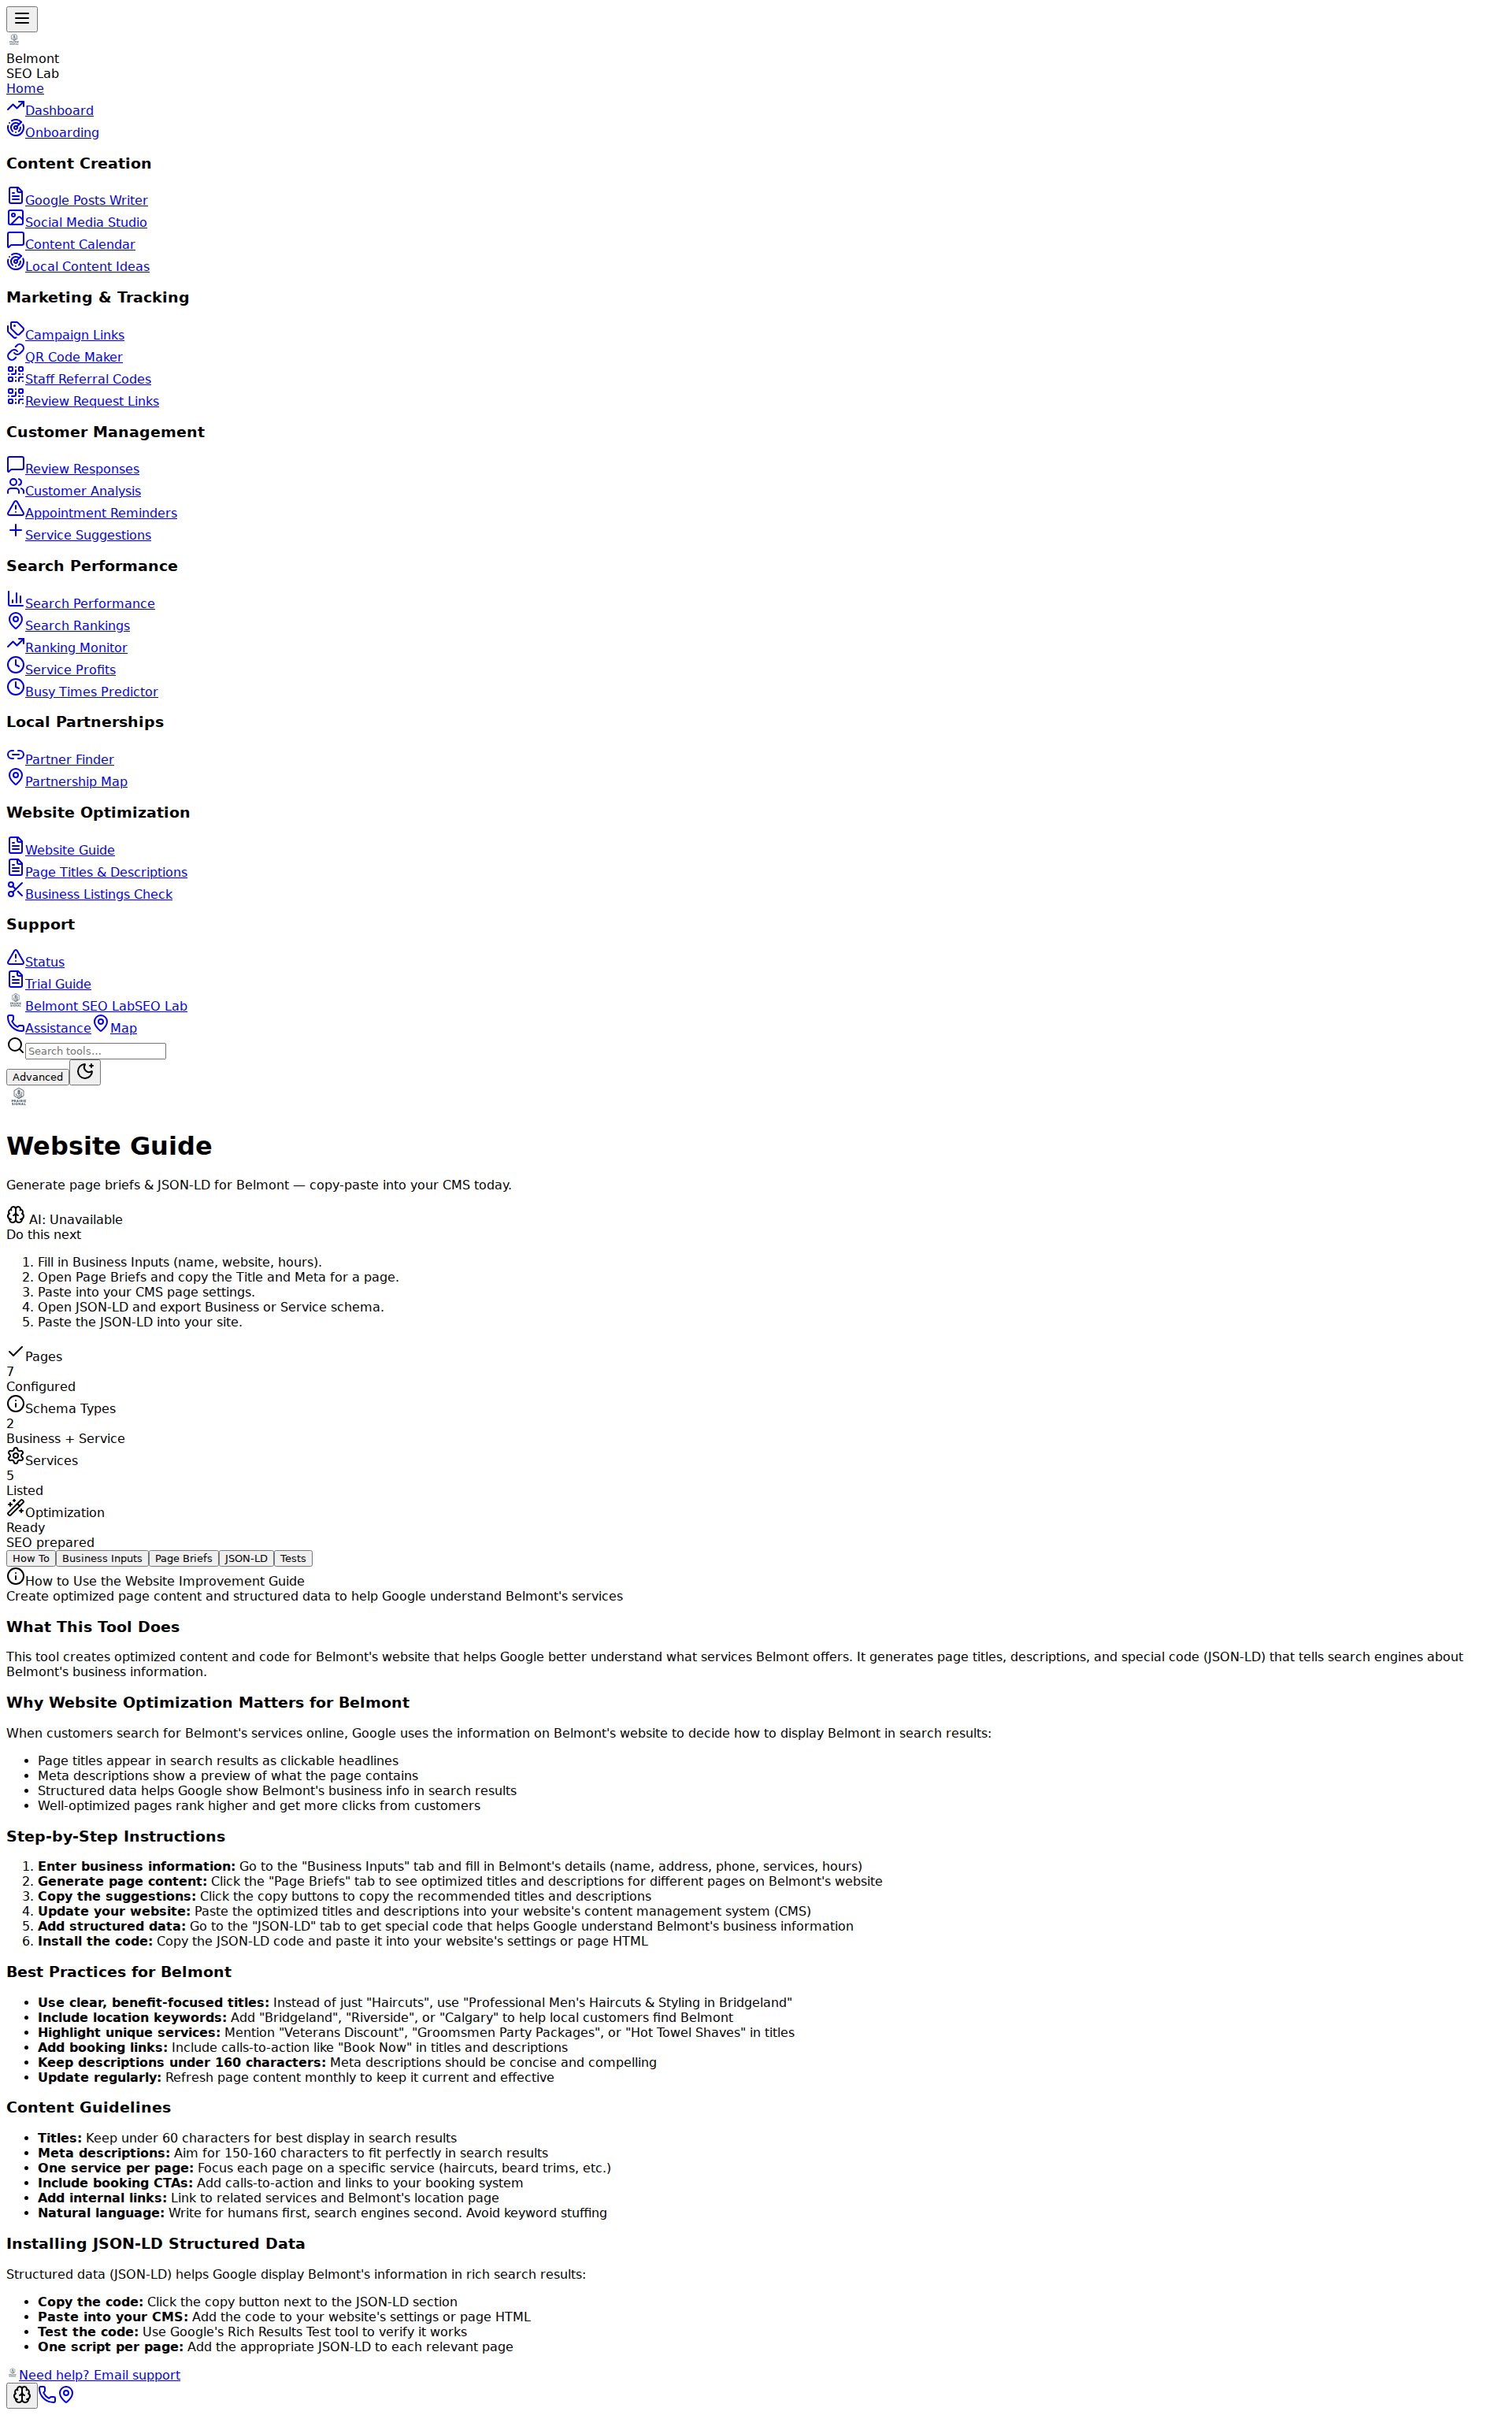 Belmont
SEO Lab
Home
Dashboard
Onboarding
Content Creation
Google Posts Writer
Social Media Studio
Content Calendar
Local Content Ideas
Marketing & Tracking
Campaign Links
QR Code Maker
Staff Referral Codes
Review Request Links
Customer Management
Review Responses
Customer Analysis
Appointment Reminders
Service Suggestions
Search Performance
Search Performance
Search Rankings
Ranking Monitor
Service Profits
Busy Times Predictor
Local Partnerships
Partner Finder
Partnership Map
Website Optimization
Website Guide
Page Titles & Descriptions
Business Listings Check
Support
Status
Trial Guide
Belmont SEO LabSEO Lab
Assistance Map
Search tools...
Advanced
Website Guide
Generate page briefs & JSON-LD for Belmont — copy-paste into your CMS today.
AI: Unavailable
Do this next
1. Fill in Business Inputs (name, website, hours).
2. Open Page Briefs and copy the Title and Meta for a page.
3. Paste into your CMS page settings.
4. Open JSON-LD and export Business or Service schema.
5. Paste the JSON-LD into your site.
Pages
7
Configured
Schema Types
2
Business + Service
Services
5
Listed
Optimization
Ready
SEO prepared
How To Business Inputs Page Briefs JSON-LD Tests
How to Use the Website Improvement Guide
Create optimized page content and structured data to help Google understand Belmont's services
What This Tool Does
This tool creates optimized content and code for Belmont's website that helps Google better understand what services Belmont offers. It generates page titles, descriptions, and special code (JSON-LD) that tells search engines about
Belmont's business information.
Why Website Optimization Matters for Belmont
When customers search for Belmont's services online, Google uses the information on Belmont's website to decide how to display Belmont in search results:
• Page titles appear in search results as clickable headlines
• Meta descriptions show a preview of what the page contains
• Structured data helps Google show Belmont's business info in search results
• Well-optimized pages rank higher and get more clicks from customers
Step-by-Step Instructions
1. Enter business information: Go to the "Business Inputs" tab and fill in Belmont's details (name, address, phone, services, hours)
2. Generate page content: Click the "Page Briefs" tab to see optimized titles and descriptions for different pages on Belmont's website
3. Copy the suggestions: Click the copy buttons to copy the recommended titles and descriptions
4. Update your website: Paste the optimized titles and descriptions into your website's content management system (CMS)
5. Add structured data: Go to the "JSON-LD" tab to get special code that helps Google understand Belmont's business information
6. Install the code: Copy the JSON-LD code and paste it into your website's settings or page HTML
Best Practices for Belmont
• Use clear, benefit-focused titles: Instead of just "Haircuts", use "Professional Men's Haircuts & Styling in Bridgeland"
• Include location keywords: Add "Bridgeland", "Riverside", or "Calgary" to help local customers find Belmont
• Highlight unique services: Mention "Veterans Discount", "Groomsmen Party Packages", or "Hot Towel Shaves" in titles
• Add booking links: Include calls-to-action like "Book Now" in titles and descriptions
• Keep descriptions under 160 characters: Meta descriptions should be concise and compelling
• Update regularly: Refresh page content monthly to keep it current and effective
Content Guidelines
• Titles: Keep under 60 characters for best display in search results
• Meta descriptions: Aim for 150-160 characters to fit perfectly in search results
• One service per page: Focus each page on a specific service (haircuts, beard trims, etc.)
• Include booking CTAs: Add calls-to-action and links to your booking system
• Add internal links: Link to related services and Belmont's location page
• Natural language: Write for humans first, search engines second. Avoid keyword stuffing
Installing JSON-LD Structured Data
Structured data (JSON-LD) helps Google display Belmont's information in rich search results:
• Copy the code: Click the copy button next to the JSON-LD section
• Paste into your CMS: Add the code to your website's settings or page HTML
• Test the code: Use Google's Rich Results Test tool to verify it works
• One script per page: Add the appropriate JSON-LD to each relevant page
Need help? Email support